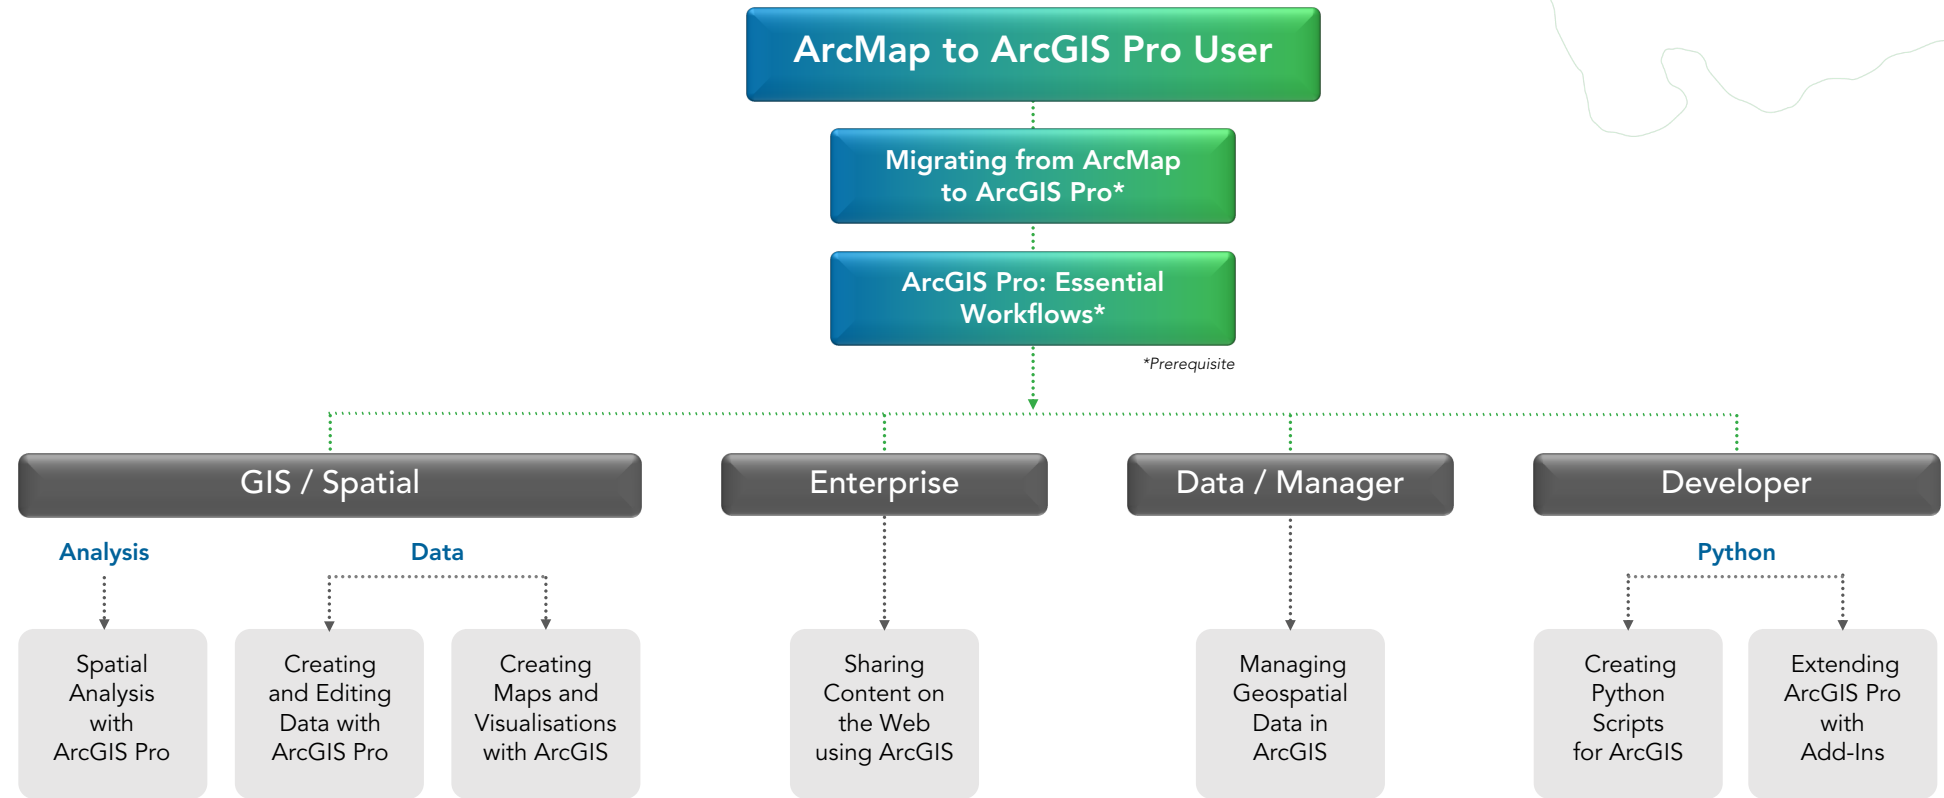 ArcMap to ArcGIS Pro User
Migrating from ArcMap
to ArcGIS Pro*
ArcGIS Pro: Essential
Workflows*
*Prerequisite
GIS / Spatial
Enterprise
Data / Manager
Developer
Analysis
Data
Python
Spatial
Analysis
with
ArcGIS Pro
Creating
and Editing
Data with
ArcGIS Pro
Creating
Maps and
Visualisations
with ArcGIS
Sharing
Content on
the Web
using ArcGIS
Managing
Geospatial
Data in
ArcGIS
Creating
Python
Scripts
for ArcGIS
Extending
ArcGIS Pro
with
Add-Ins